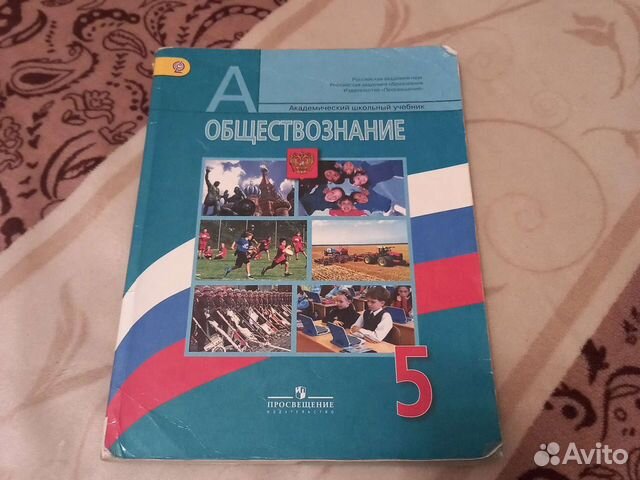 Российская академия наук
Российская академия образования
Издательство «Просвещение»
А
Академический школьный учебник
ОБЩЕСТВОЗНАНИЕ
ПРОСВЕЩЕНИЕ
ИЗДАТЕЛЬСТВО
5
Avito